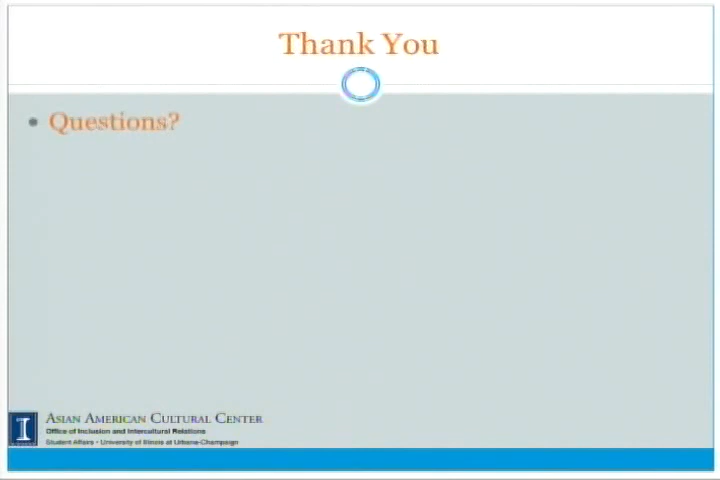 Thank You
• Questions?
I
ASIAN AMERICAN CULTURAL CENTER
Office of Inclusion and Intercultural Relations
Student Affairs • University of Illinois at Urbana-Champaign